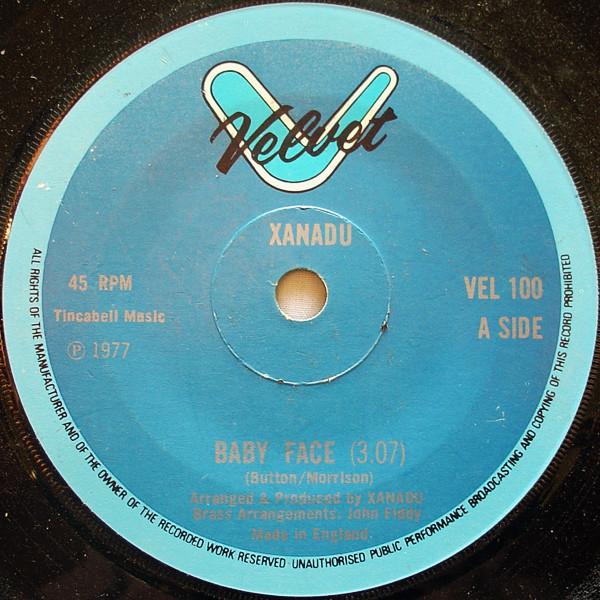 Velvet
XANADU
45 RPM
Tincabell Music
℗ 1977
VEL 100
A SIDE
BABY FACE (3.07)
(Button/Morrison)
Arranged & Produced by XANADU
Brass Arrangements. John Fiddy
Made in England.
ALL RIGHTS OF THE MANUFACTURER AND OF THE OWNER OF THE RECORDED WORK RESERVED UNAUTHORISED PUBLIC PERFORMANCE BROADCASTING AND COPYING OF THIS RECORD PROHIBITED